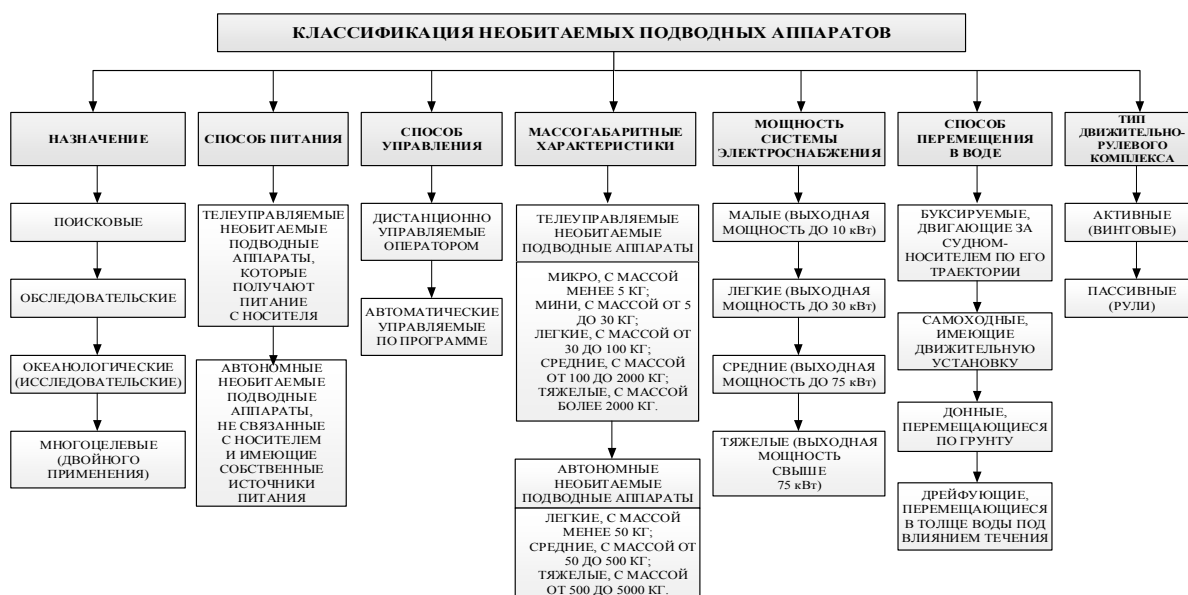 КЛАССИФИКАЦИЯ НЕОБИТАЕМЫХ ПОДВОДНЫХ АППАРАТОВ
НАЗНАЧЕНИЕ
ПОИСКОВЫЕ
ОБСЛЕДОВАТЕЛЬСКИЕ
ОКЕАНОЛОГИЧЕСКИЕ
(ИССЛЕДОВАТЕЛЬСКИЕ)
МНОГОЦЕЛЕВЫЕ
(ДВОЙНОГО
ПРИМЕНЕНИЯ)
СПОСОБ ПИТАНИЯ
ТЕЛЕУПРАВЛЯЕМЫЕ
НЕОБИТАЕМЫЕ
ПОДВОДНЫЕ
АППАРАТЫ,
КОТОРЫЕ
ПОЛУЧАЮТ
ПИТАНИЕ
С НОСИТЕЛЯ
АВТОНОМНЫЕ
НЕОБИТАЕМЫЕ
ПОДВОДНЫЕ
АППАРАТЫ,
НЕ СВЯЗАННЫЕ
С НОСИТЕЛЕМ
И ИМЕЮЩИЕ
СОБСТВЕННЫЕ
ИСТОЧНИКИ
ПИТАНИЯ
СПОСОБ
УПРАВЛЕНИЯ
ДИСТАНЦИОННО
УПРАВЛЯЕМЫЕ
ОПЕРАТОРОМ
АВТОМАТИЧЕСКИЕ
УПРАВЛЯЕМЫЕ
ПО ПРОГРАММЕ
МАССОГАБАРИТНЫЕ
ХАРАКТЕРИСТИКИ
ТЕЛЕУПРАВЛЯЕМЫЕ
НЕОБИТАЕМЫЕ
ПОДВОДНЫЕ АППАРАТЫ
МИКРО, С МАССОЙ
МЕНЕЕ 5 КГ;
МИНИ, С МАССОЙ ОТ 5
ДО 30 КГ;
ЛЕГКИЕ, С МАССОЙ ОТ
30 ДО 100 КГ;
СРЕДНИЕ, С МАССОЙ
ОТ 100 ДО 2000 КГ;
ТЯЖЕЛЫЕ, С МАССОЙ
БОЛЕЕ 2000 КГ.
АВТОНОМНЫЕ
НЕОБИТАЕМЫЕ
ПОДВОДНЫЕ АППАРАТЫ
ЛЕГКИЕ, С МАССОЙ
МЕНЕЕ 50 КГ;
СРЕДНИЕ, С МАССОЙ ОТ
50 ДО 500 КГ;
ТЯЖЕЛЫЕ, С МАССОЙ
ОТ 500 ДО 5000 КГ.
МОЩНОСТЬ
СИСТЕМЫ
ЭЛЕКТРОСНАБЖЕНИЯ
МАЛЫЕ (ВЫХОДНАЯ
МОЩНОСТЬ ДО 10 кВт)
ЛЕГКИЕ (ВЫХОДНАЯ
МОЩНОСТЬ ДО 30 кВт)
СРЕДНИЕ (ВЫХОДНАЯ
МОЩНОСТЬ ДО 75 кВт)
ТЯЖЕЛЫЕ (ВЫХОДНАЯ
МОЩНОСТЬ
СВЫШЕ
75 кВт)
СПОСОБ
ПЕРЕМЕЩЕНИЯ
В ВОДЕ
БУКСИРУЕМЫЕ,
ДВИГАЮЩИЕ ЗА
СУДНОМ-
НОСИТЕЛЕМ ПО ЕГО
ТРАЕКТОРИИ
САМОХОДНЫЕ,
ИМЕЮЩИЕ
ДВИЖИТЕЛЬНУЮ
УСТАНОВКУ
ДОННЫЕ,
ПЕРЕМЕЩАЮЩИЕСЯ
ПО ГРУНТУ
ДРЕЙФУЮЩИЕ,
ПЕРЕМЕЩАЮЩИЕСЯ
В ТОЛЩЕ ВОДЫ ПОД
ВЛИЯНИЕМ ТЕЧЕНИЯ
ТИП
ДВИЖИТЕЛЬНО-
РУЛЕВОГО
КОМПЛЕКСА
АКТИВНЫЕ
(ВИНТОВЫЕ)
ПАССИВНЫЕ
(РУЛИ)